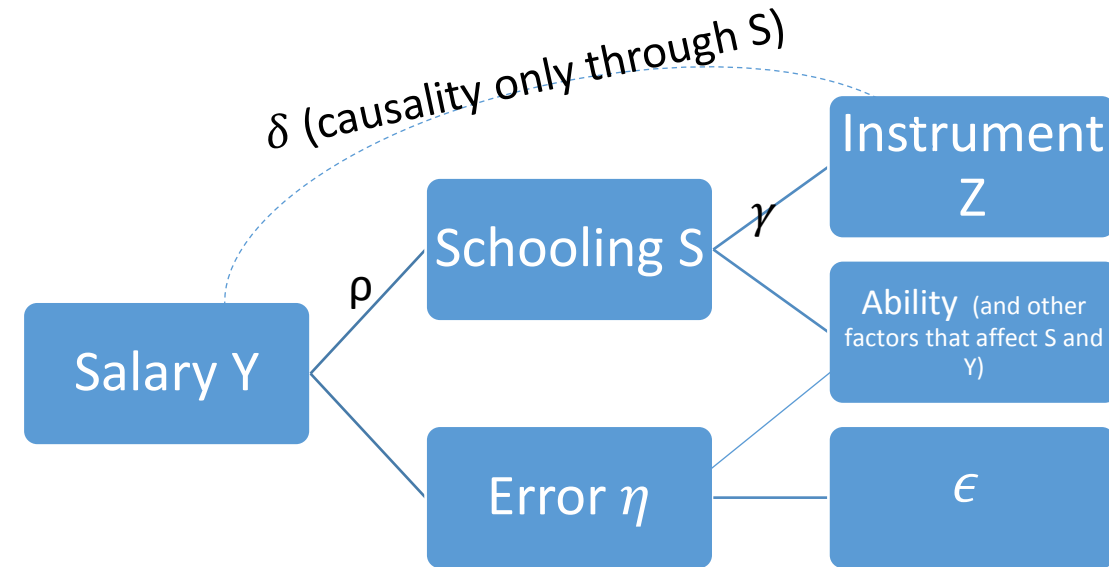 δ (causality only through S)
Instrument
Z
γ
Schooling S
ρ
Ability (and other
factors that affect S and
Y)
Salary Y
Error η
ϵ